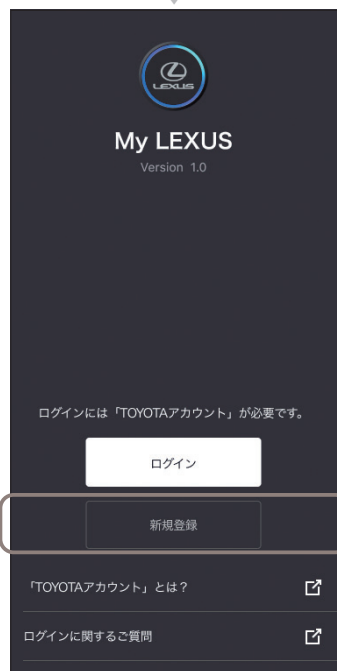 LEXUS
My LEXUS
Version 1.0
ログインには「TOYOTAアカウント」が必要です。
ログイン
新規登録
「TOYOTAアカウント」とは？
ログインに関するご質問